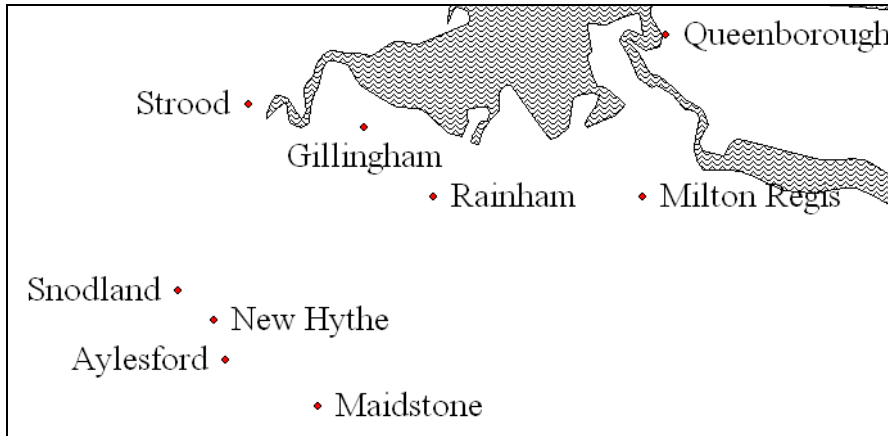 Queenborough
Strood
Gillingham
Rainham
Milton Regis
Snodland
New Hythe
Aylesford
Maidstone